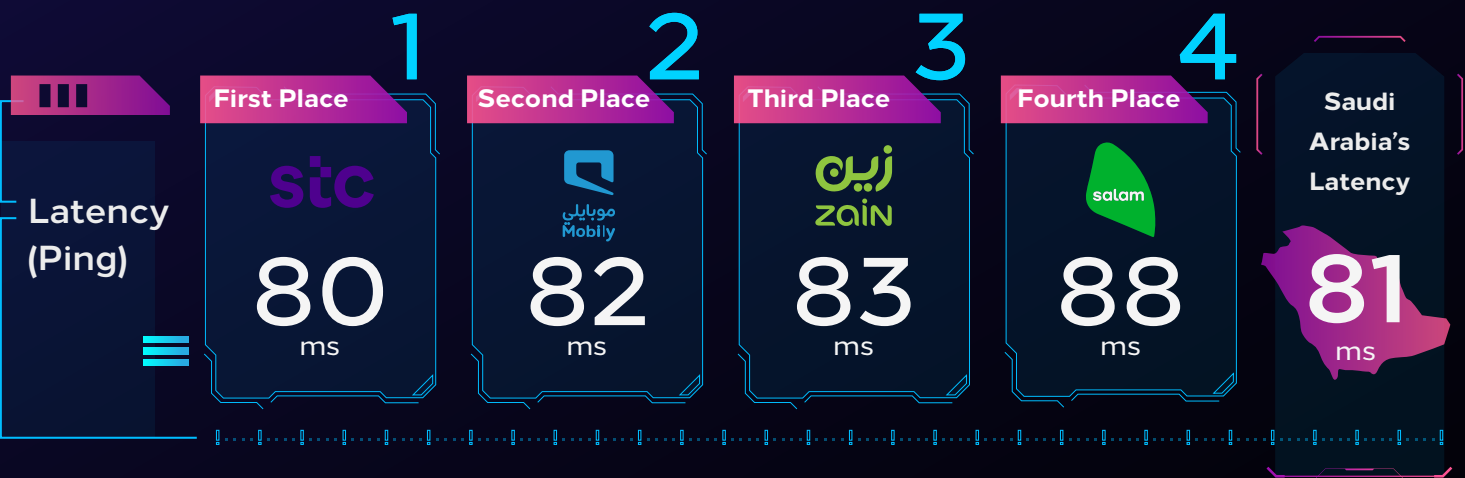 Latency
(Ping)
1
First Place
stc
80
ms
2
Second Place
موبايلي
Mobily
82
ms
3
Third Place
زين
zain
83
ms
4
Fourth Place
salam
88
ms
Saudi
Arabia's
Latency
81
ms